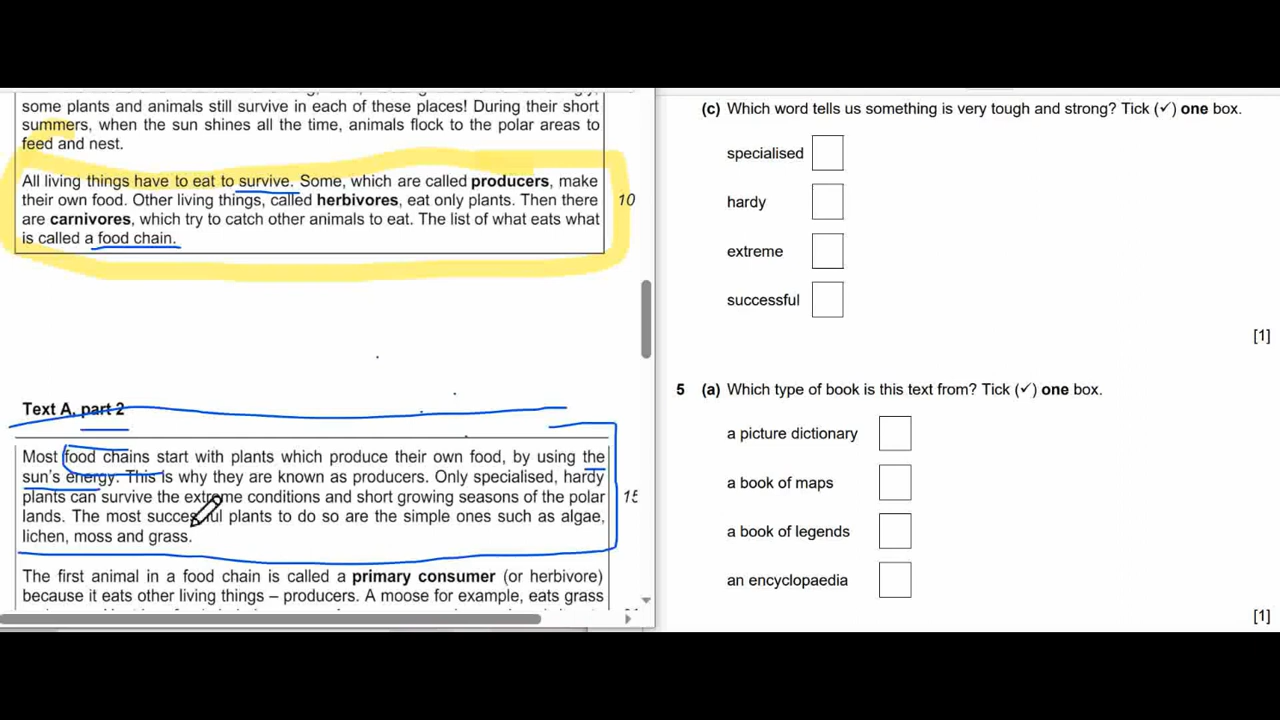 some plants and animals still survive in each of these places! During their short
summers, when the sun shines all the time, animals flock to the polar areas to
feed and nest.
All living things have to eat to survive. Some, which are called producers, make
their own food. Other living things, called herbivores, eat only plants. Then there
are carnivores, which try to catch other animals to eat. The list of what eats what
is called a food chain.
10
Text A, part 2
Most food chains start with plants which produce their own food, by using the
sun's energy. This is why they are known as producers. Only specialised, hardy
plants can survive the extreme conditions and short growing seasons of the polar
lands. The most successful plants to do so are the simple ones such as algae,
lichen, moss and grass.
15
The first animal in a food chain is called a primary consumer (or herbivore)
because it eats other living things – producers. A moose for example, eats grass
(c) Which word tells us something is very tough and strong? Tick (✓) one box.
specialised
hardy
extreme
successful
[1]
5 (a) Which type of book is this text from? Tick (✓) one box.
a picture dictionary
a book of maps
a book of legends
an encyclopaedia
[1]